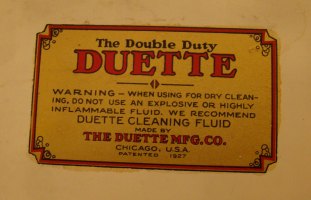 The Double Duty
DUETTE
WARNING – WHEN USING FOR DRY CLEAN-
ING, DO NOT USE AN EXPLOSIVE OR HIGHLY
INFLAMMABLE FLUID. WE RECOMMEND
DUETTE CLEANING FLUID
MADE BY
THE DUETTE MFG. CO.
CHICAGO, U.S.A.
PATENTED 1927